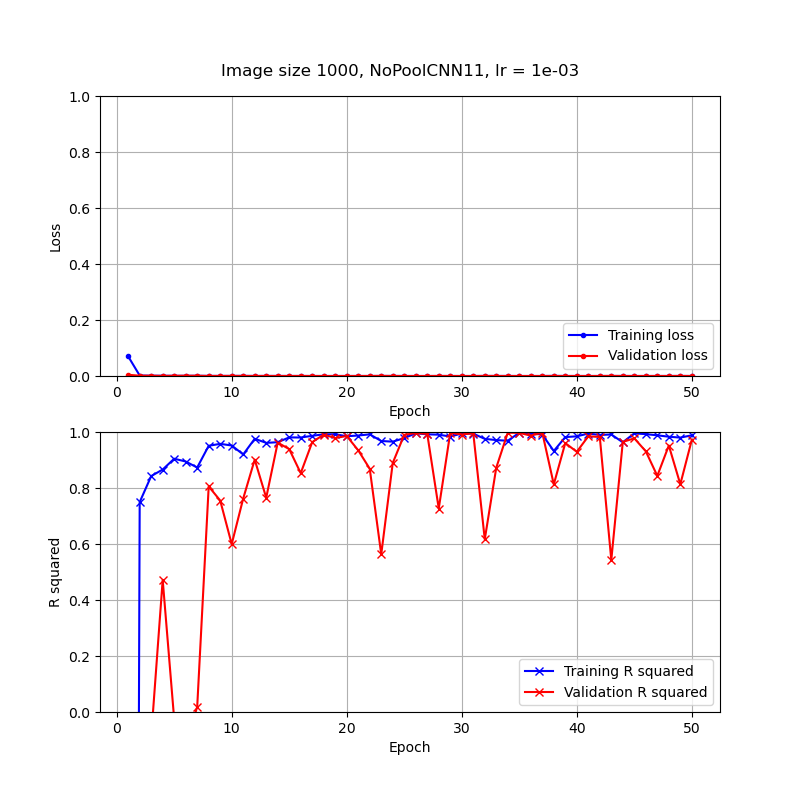 Image size 1000, NoPoolCNN11, lr = 1e-03
1.0
0.8
0.6
0.4
0.2
0.0
Loss
Training loss
Validation loss
0 10 20 30 40 50
Epoch
1.0
0.8
0.6
0.4
0.2
0.0
R squared
Training R squared
Validation R squared
0 10 20 30 40 50
Epoch